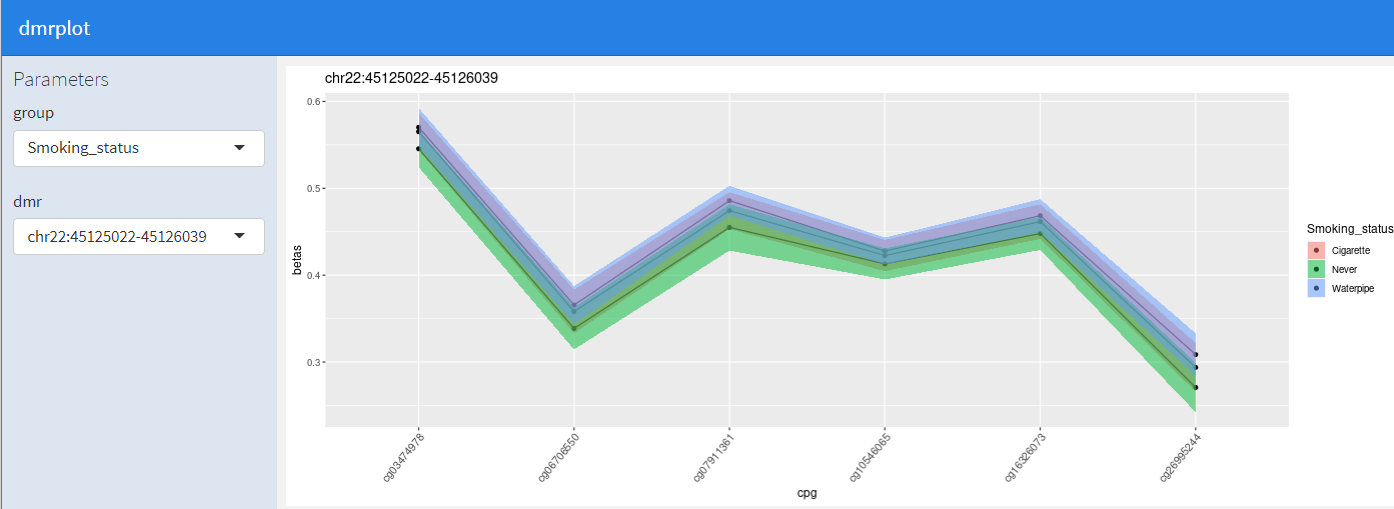 dmrplot
Parameters
group
Smoking_status
dmr
chr22:45125022-45126039
chr22:45125022-45126039
0.6
0.5
0.4
0.3
betas
cg03474978
cg06706550
cg07911361
cg10546065
cg16326073
cg26995244
cpg
Smoking_status
Cigarette
Never
Waterpipe